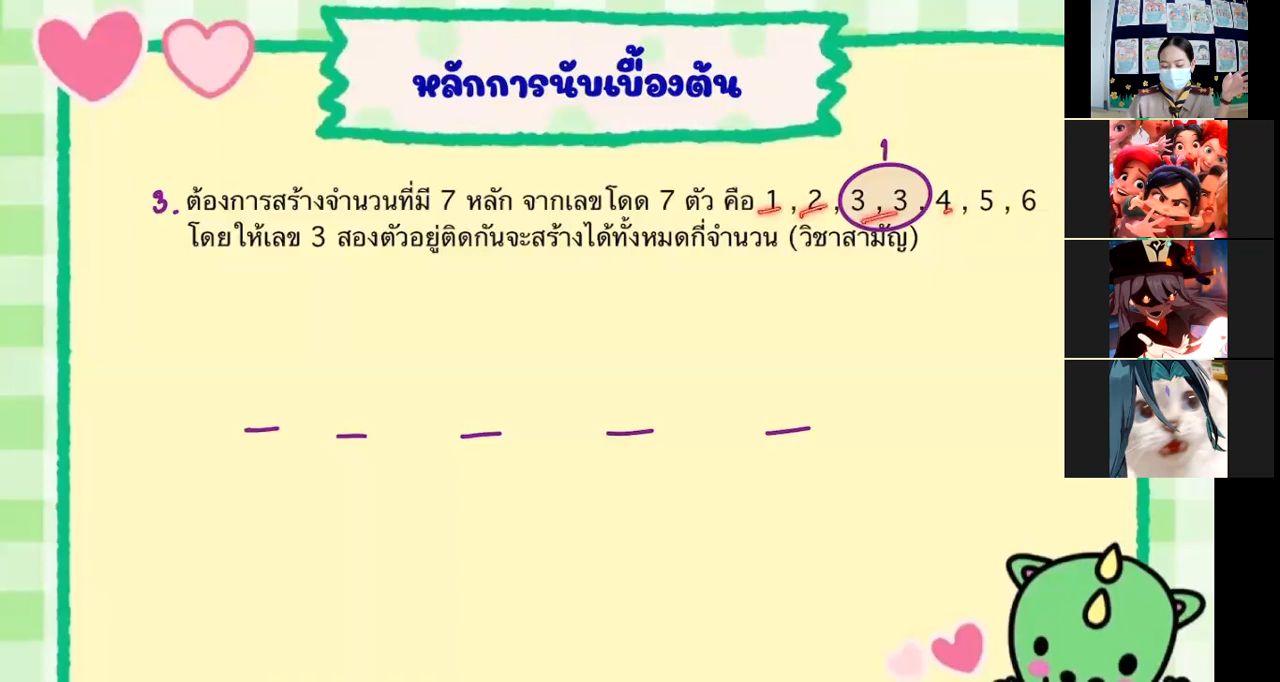 หลักการนับเบื้องต้น
1
3. ต้องการสร้างจำนวนที่มี 7 หลัก จากเลขโดด 7 ตัว คือ 1 , 2 , 3 , 3 , 4 , 5 , 6
โดยให้เลข 3 สองตัวอยู่ติดกันจะสร้างได้ทั้งหมดกี่จำนวน (วิชาสามัญ)